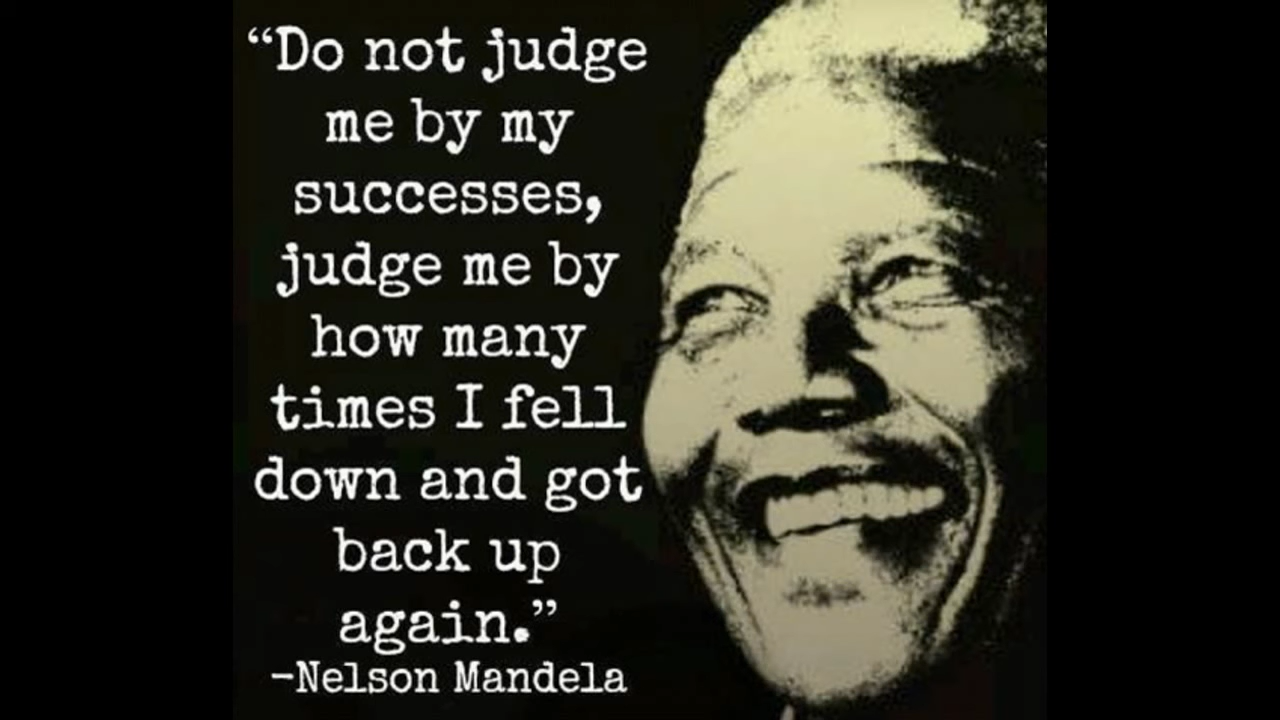 “Do not judge
me by my
successes,
judge me by
how many
times I fell
down and got
back up
again.”
-Nelson Mandela